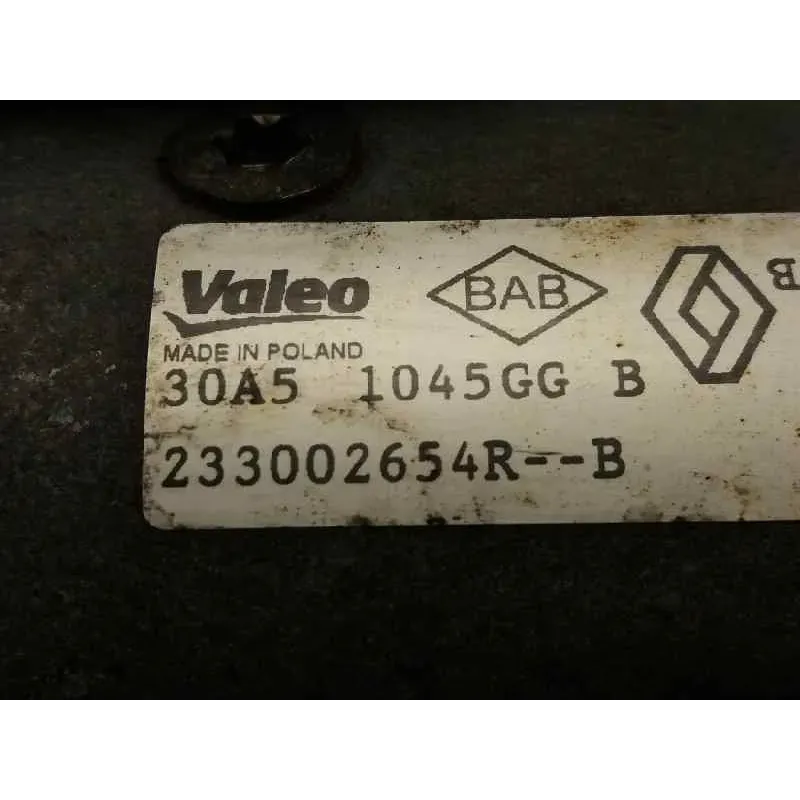 Valeo
BAB
MADE IN POLAND
30A5 1045GG B
233002654R--B